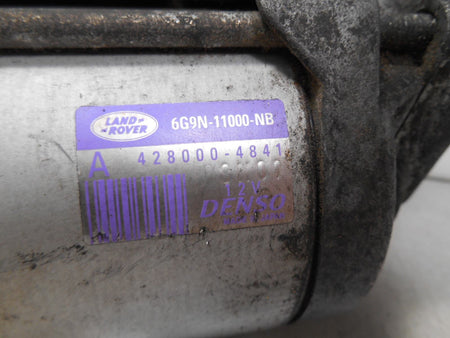 LAND
ROVER
6G9N-11000-NB
A 428000-4841
12V
DENSO